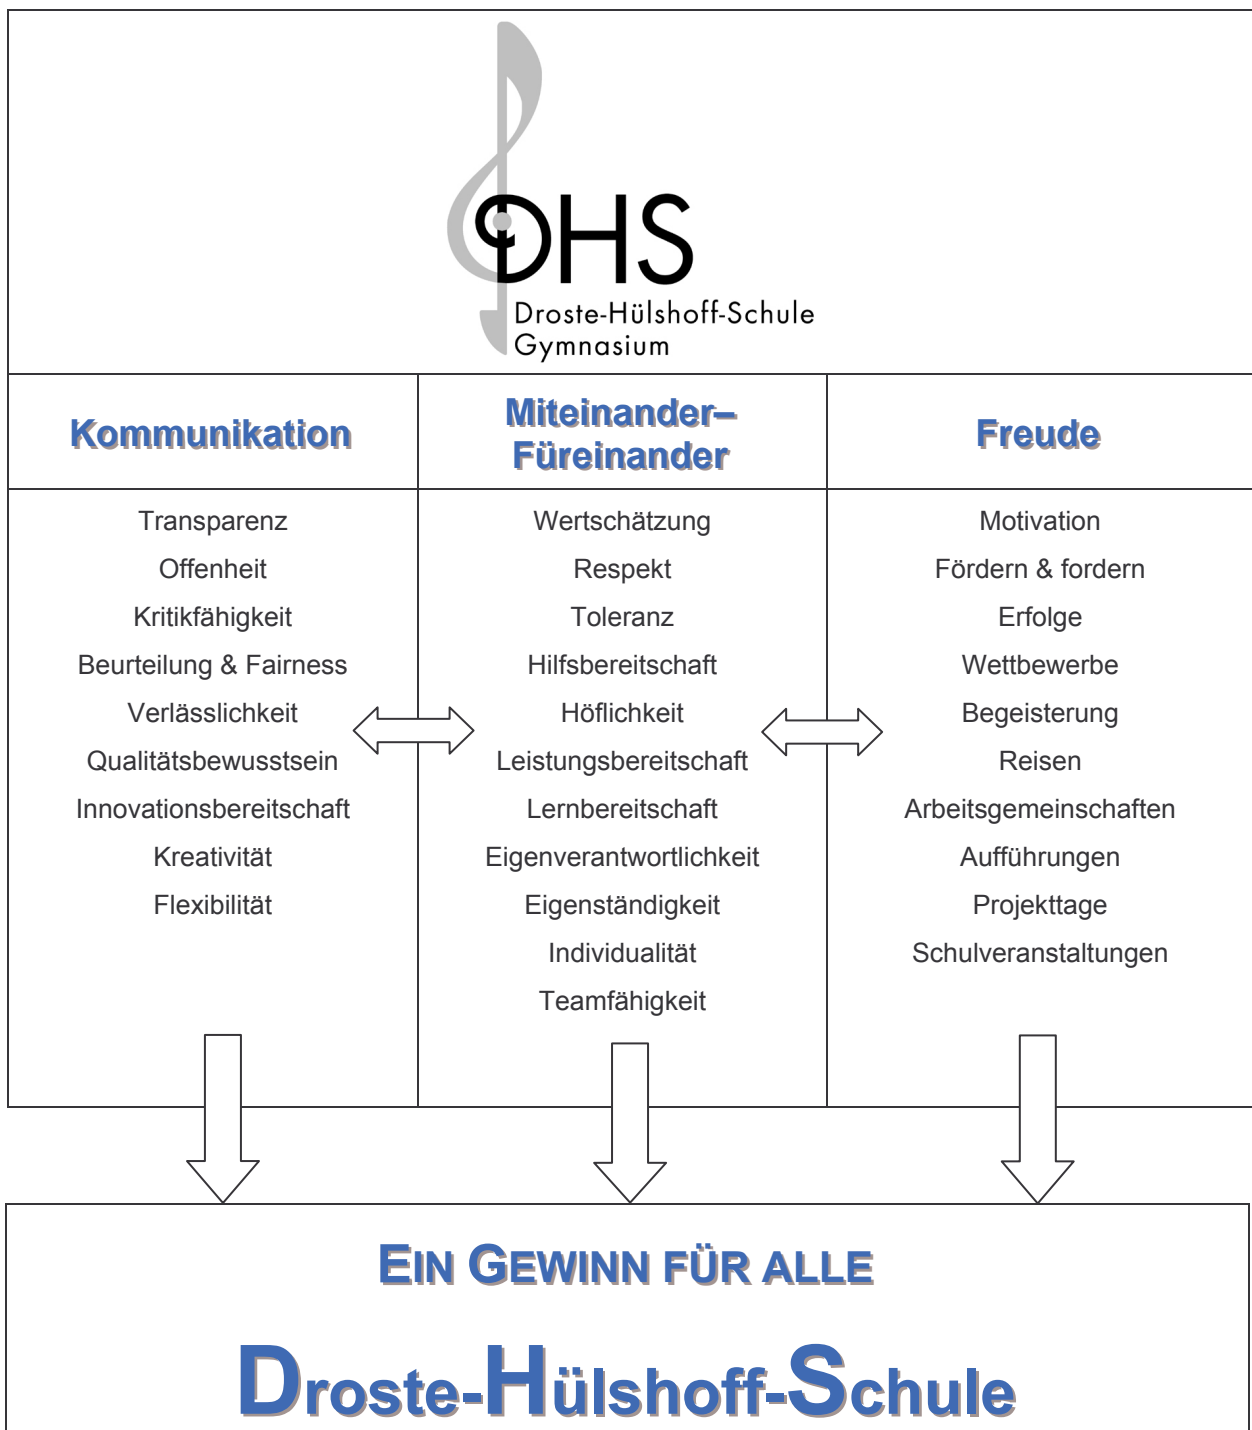 DHS
Droste-Hülshoff-Schule
Gymnasium
Kommunikation
Transparenz
Offenheit
Kritikfähigkeit
Beurteilung & Fairness
Verlässlichkeit
Qualitätsbewusstsein
Innovationsbereitschaft
Kreativität
Flexibilität
Miteinander–
Füreinander
Wertschätzung
Respekt
Toleranz
Hilfsbereitschaft
Höflichkeit
Leistungsbereitschaft
Lernbereitschaft
Eigenverantwortlichkeit
Eigenständigkeit
Individualität
Teamfähigkeit
Freude
Motivation
Fördern & fordern
Erfolge
Wettbewerbe
Begeisterung
Reisen
Arbeitsgemeinschaften
Aufführungen
Projekttage
Schulveranstaltungen
EIN GEWINN FÜR ALLE
Droste-Hülshoff-Schule